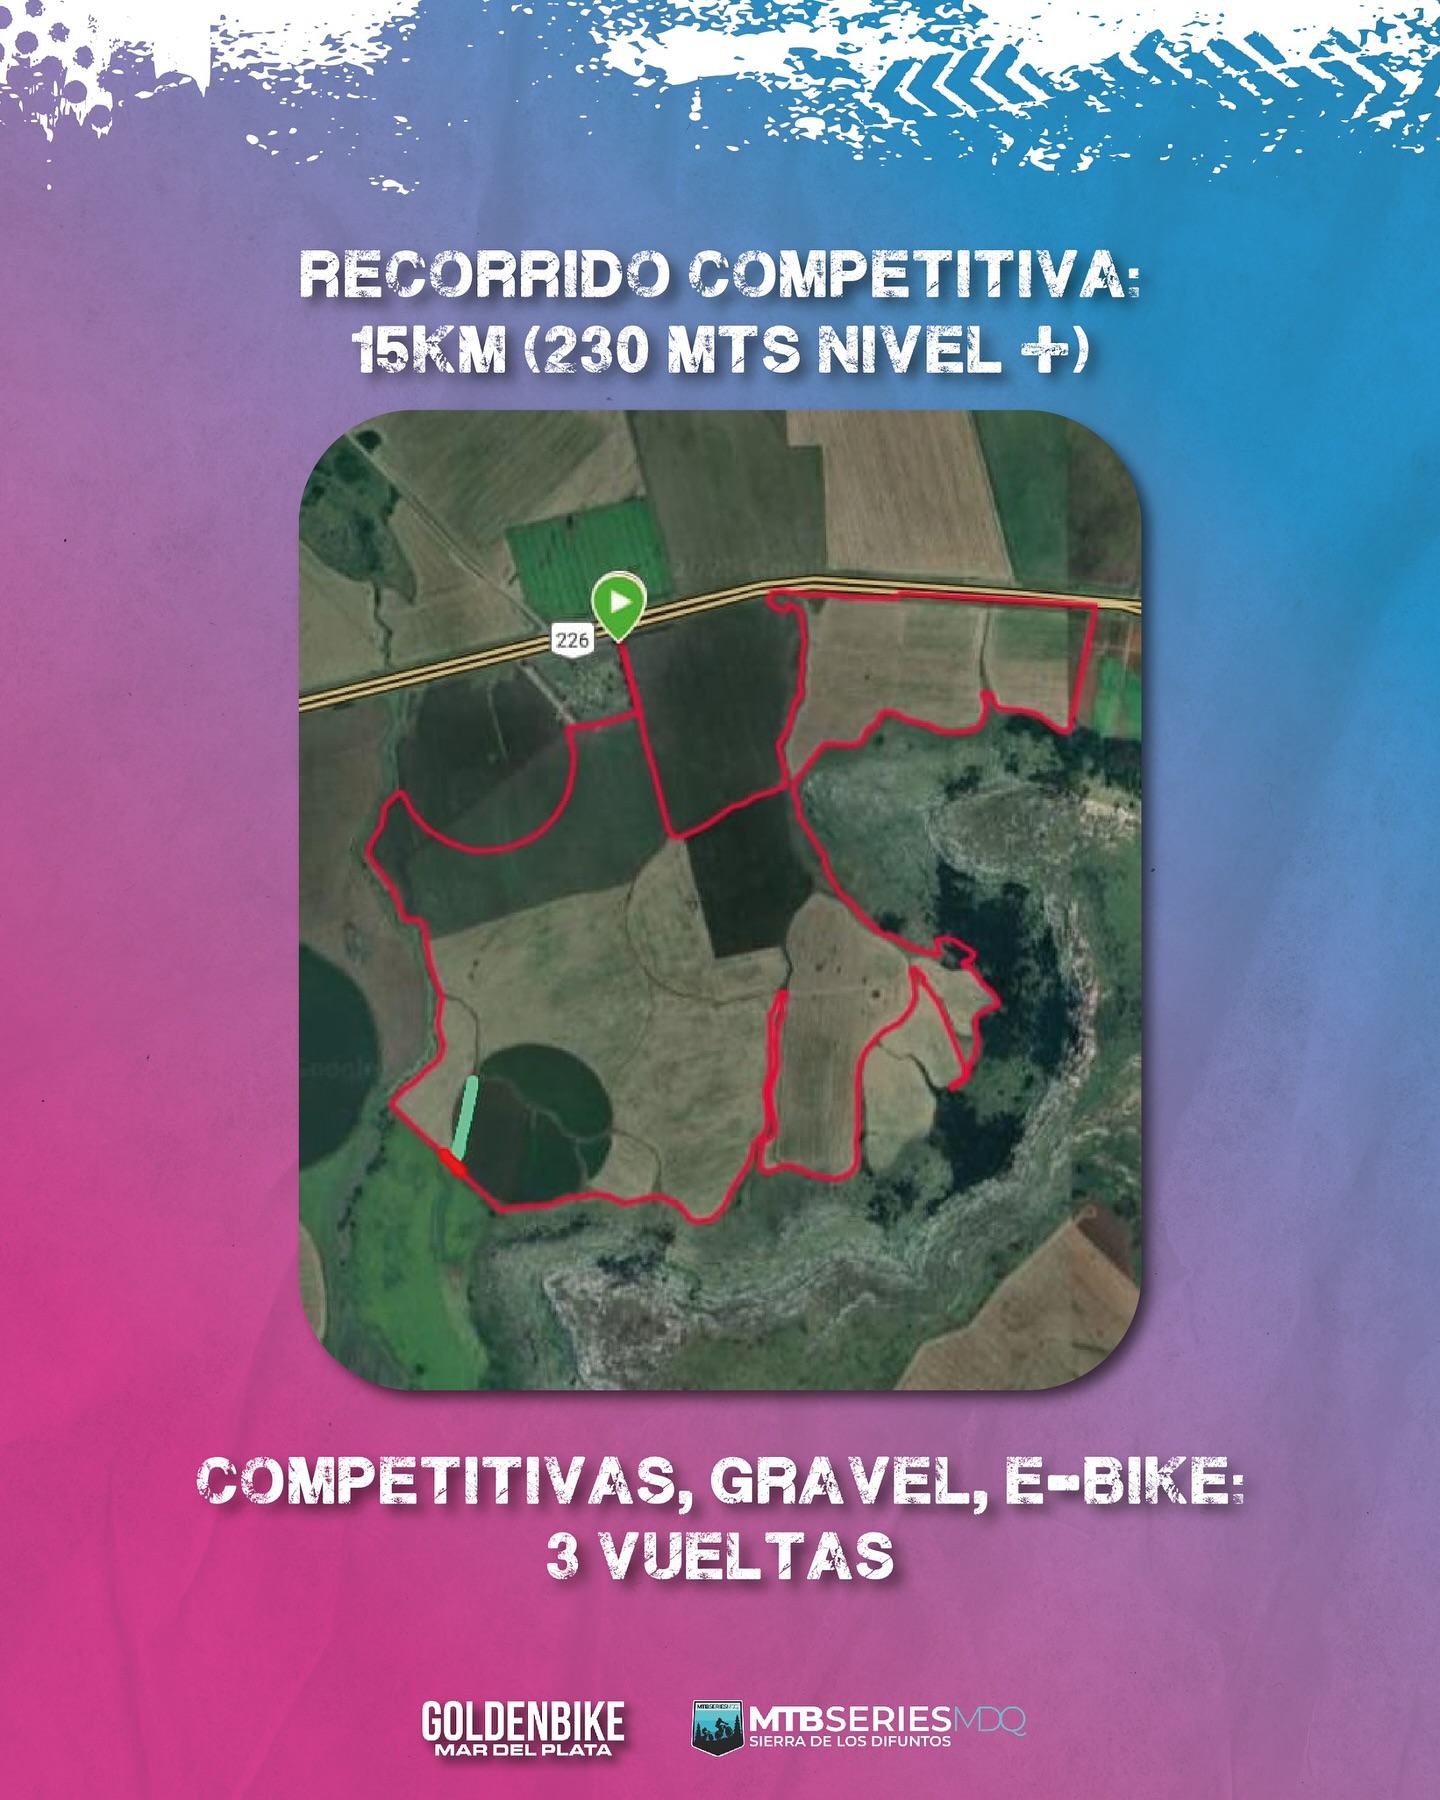 RECORRIDO COMPETITIVA:
15KM (230 MTS NIVEL +)
226
COMPETITIVAS, GRAVEL, E-BIKE:
3 VUELTAS
GOLDENBIKE
MAR DEL PLATA
MTBSERIESMDQ
SIERRA DE LOS DIFUNTOS